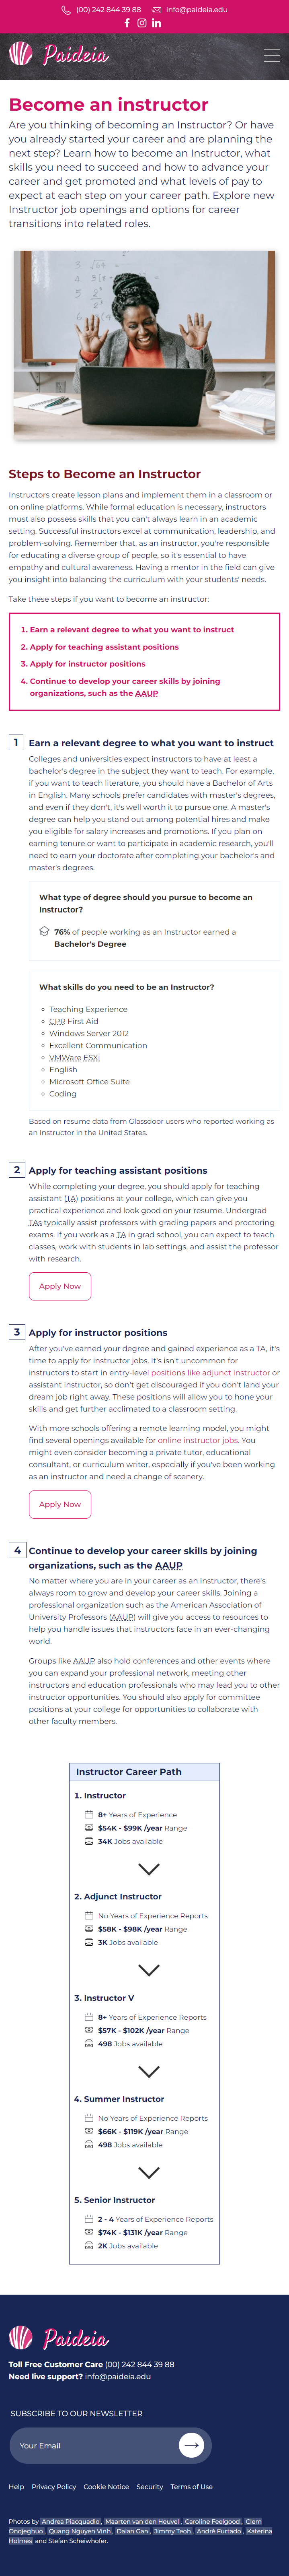 (00) 242 844 39 88 info@paideia.edu
Paideia
Become an instructor
Are you thinking of becoming an Instructor? Or have
you already started your career and are planning the
next step? Learn how to become an Instructor, what
skills you need to succeed and how to advance your
career and get promoted and what levels of pay to
expect at each step on your career path. Explore new
Instructor job openings and options for career
transitions into related roles.
Steps to Become an Instructor
Instructors create lesson plans and implement them in a classroom or
on online platforms. While formal education is necessary, instructors
must also possess skills that you can't always learn in an academic
setting. Successful instructors excel at communication, leadership, and
problem-solving. Remember that, as an instructor, you're responsible
for educating a diverse group of people, so it's essential to have
empathy and cultural awareness. Having a mentor in the field can give
you insight into balancing the curriculum with your students' needs.
Take these steps if you want to become an instructor:
1. Earn a relevant degree to what you want to instruct
2. Apply for teaching assistant positions
3. Apply for instructor positions
4. Continue to develop your career skills by joining
organizations, such as the AAUP
1 Earn a relevant degree to what you want to instruct
Colleges and universities expect instructors to have at least a
bachelor's degree in the subject they want to teach. For example,
if you want to teach literature, you should have a Bachelor of Arts
in English. Many schools prefer candidates with master's degrees,
and even if they don't, it's well worth it to pursue one. A master's
degree can help you stand out among potential hires and make
you eligible for salary increases and promotions. If you plan on
earning tenure or want to participate in academic research, you'll
need to earn your doctorate after completing your bachelor's and
master's degrees.
What type of degree should you pursue to become an
Instructor?
76% of people working as an Instructor earned a
Bachelor's Degree
What skills do you need to be an Instructor?
Teaching Experience
CPR First Aid
Windows Server 2012
Excellent Communication
VMWare ESXi
English
Microsoft Office Suite
Coding
Based on resume data from Glassdoor users who reported working as
an Instructor in the United States.
2 Apply for teaching assistant positions
While completing your degree, you should apply for teaching
assistant (TA) positions at your college, which can give you
practical experience and look good on your resume. Undergrad
TAs typically assist professors with grading papers and proctoring
exams. If you work as a TA in grad school, you can expect to teach
classes, work with students in lab settings, and assist the professor
with research.
Apply Now
3 Apply for instructor positions
After you've earned your degree and gained experience as a TA, it's
time to apply for instructor jobs. It's isn't uncommon for
instructors to start in entry-level positions like adjunct instructor or
assistant instructor, so don't get discouraged if you don't land your
dream job right away. These positions will allow you to hone your
skills and get further acclimated to a classroom setting.
With more schools offering a remote learning model, you might
find several openings available for online instructor jobs. You
might even consider becoming a private tutor, educational
consultant, or curriculum writer, especially if you've been working
as an instructor and need a change of scenery.
Apply Now
4 Continue to develop your career skills by joining
organizations, such as the AAUP
No matter where you are in your career as an instructor, there's
always room to grow and develop your career skills. Joining a
professional organization such as the American Association of
University Professors (AAUP) will give you access to resources to
help you handle issues that instructors face in an ever-changing
world.
Groups like AAUP also hold conferences and other events where
you can expand your professional network, meeting other
instructors and education professionals who may lead you to other
instructor opportunities. You should also apply for committee
positions at your college for opportunities to collaborate with
other faculty members.
Instructor Career Path
1. Instructor
8+ Years of Experience
$54K - $99K /year Range
34K Jobs available
2. Adjunct Instructor
No Years of Experience Reports
$58K - $98K /year Range
3K Jobs available
3. Instructor V
8+ Years of Experience Reports
$57K - $102K /year Range
498 Jobs available
4. Summer Instructor
No Years of Experience Reports
$66K - $119K /year Range
498 Jobs available
5. Senior Instructor
2 - 4 Years of Experience Reports
$74K - $131K /year Range
2K Jobs available
Paideia
Toll Free Customer Care (00) 242 844 39 88
Need live support? info@paideia.edu
SUBSCRIBE TO OUR NEWSLETTER
Your Email
Help Privacy Policy Cookie Notice Security Terms of Use
Photos by Andrea Piacquadio, Maarten van den Heuvel, Caroline Feelgood, Clem
Onojeghuo, Quang Nguyen Vinh, Daian Gan, Jimmy Teoh, André Furtado, Katerina
Holmes and Stefan Scheiwhofer.